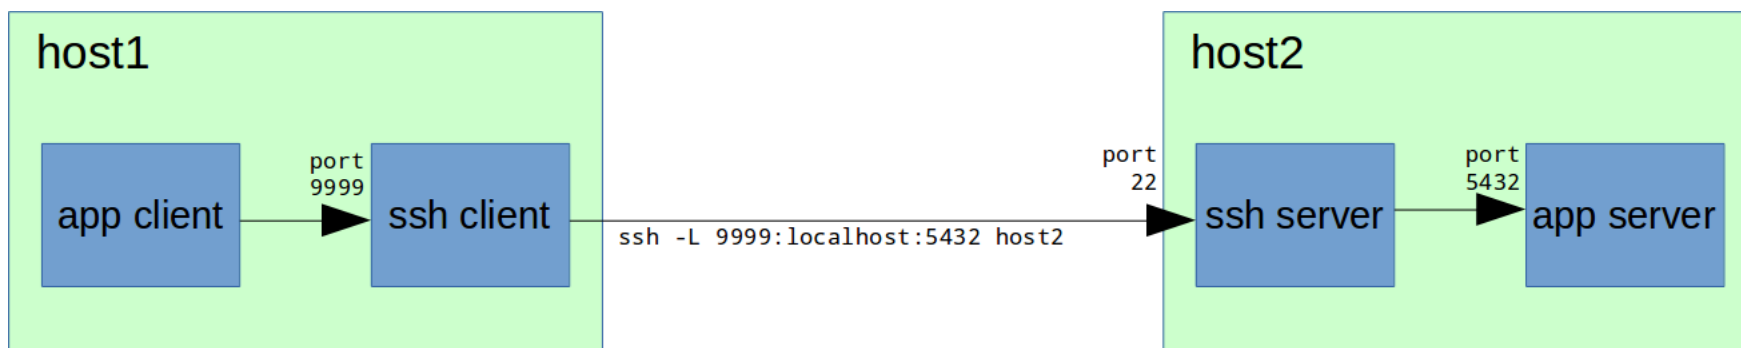 host1
host2
port
9999
port
22
port
5432
app client
ssh client
ssh server
app server
ssh -L 9999:localhost:5432 host2